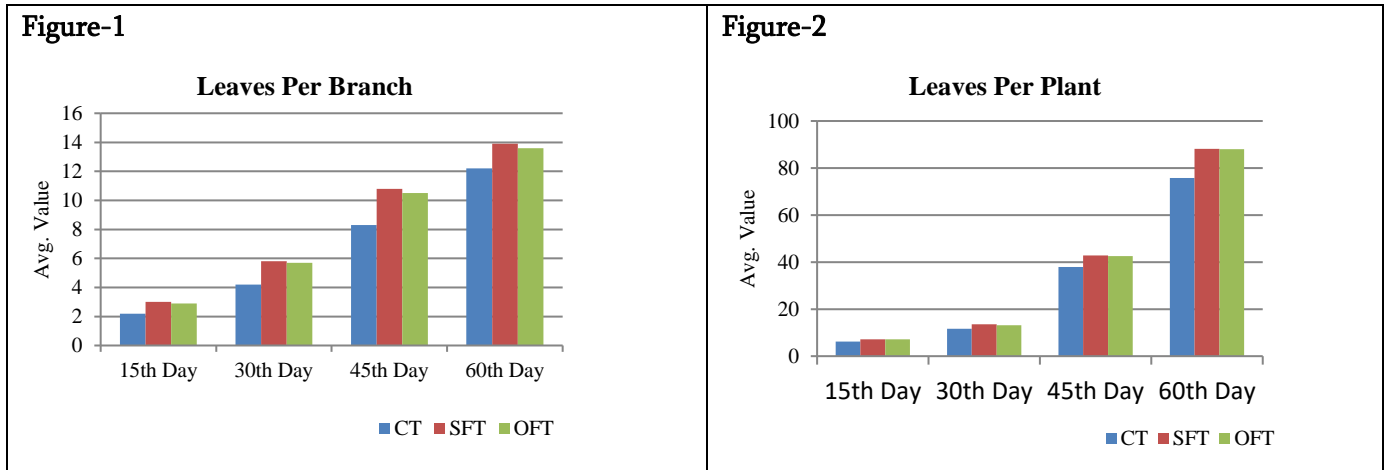 Figure-1
Leaves Per Branch
16
14
12
10
8
6
4
2
0
Avg. Value
15th Day 30th Day 45th Day 60th Day
CT SFT OFT
Figure-2
Leaves Per Plant
100
80
60
40
20
0
Avg. Value
15th Day 30th Day 45th Day 60th Day
CT SFT OFT